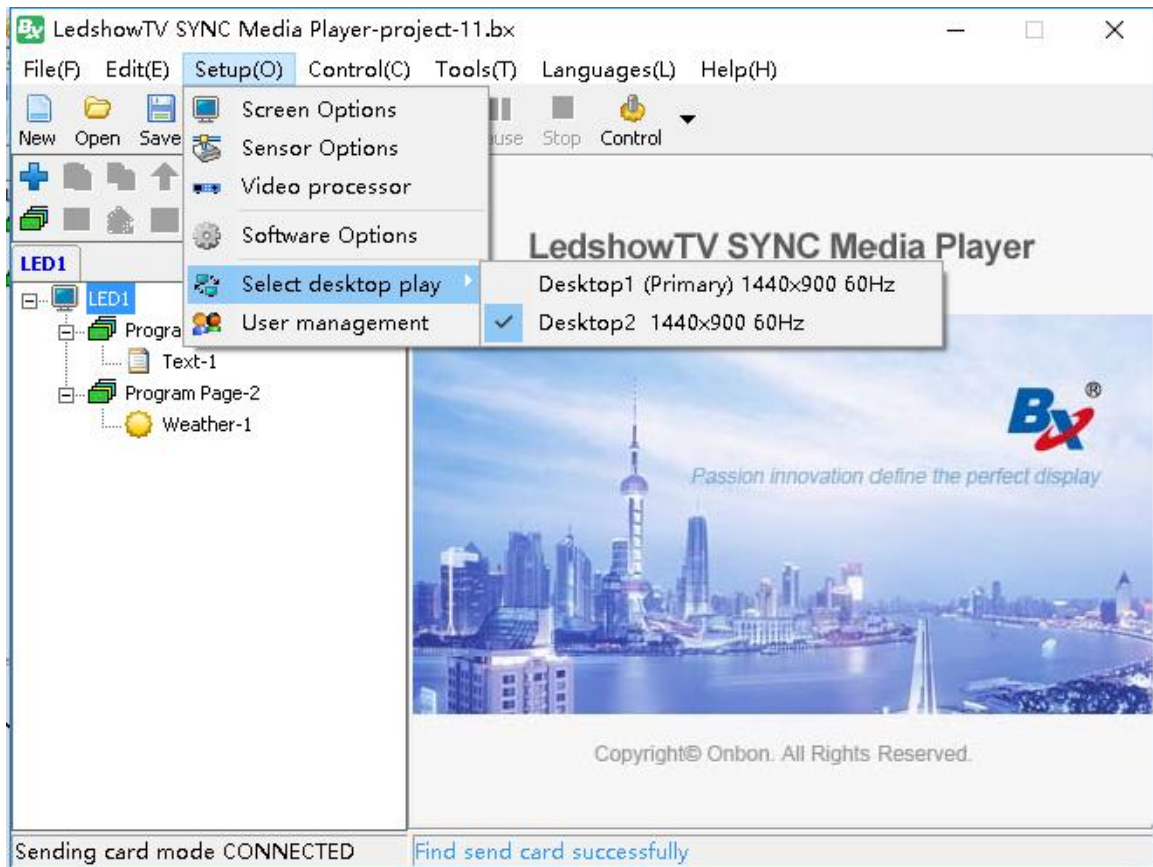 LedshowTV SYNC Media Player-project-11.bx
File(F) Edit(E) Setup(O) Control(C) Tools(T) Languages(L) Help(H)
New Open Save Stop Control
Screen Options
Sensor Options
Video processor
Software Options
Select desktop play
User management
Desktop1 (Primary) 1440x900 60Hz
Desktop2 1440x900 60Hz
LED1
LED1
Text-1
Program Page-2
Weather-1
LedshowTV SYNC Media Player
Bx®
Passion innovation define the perfect display
Copyright© Onbon. All Rights Reserved.
Sending card mode CONNECTED
Find send card successfully